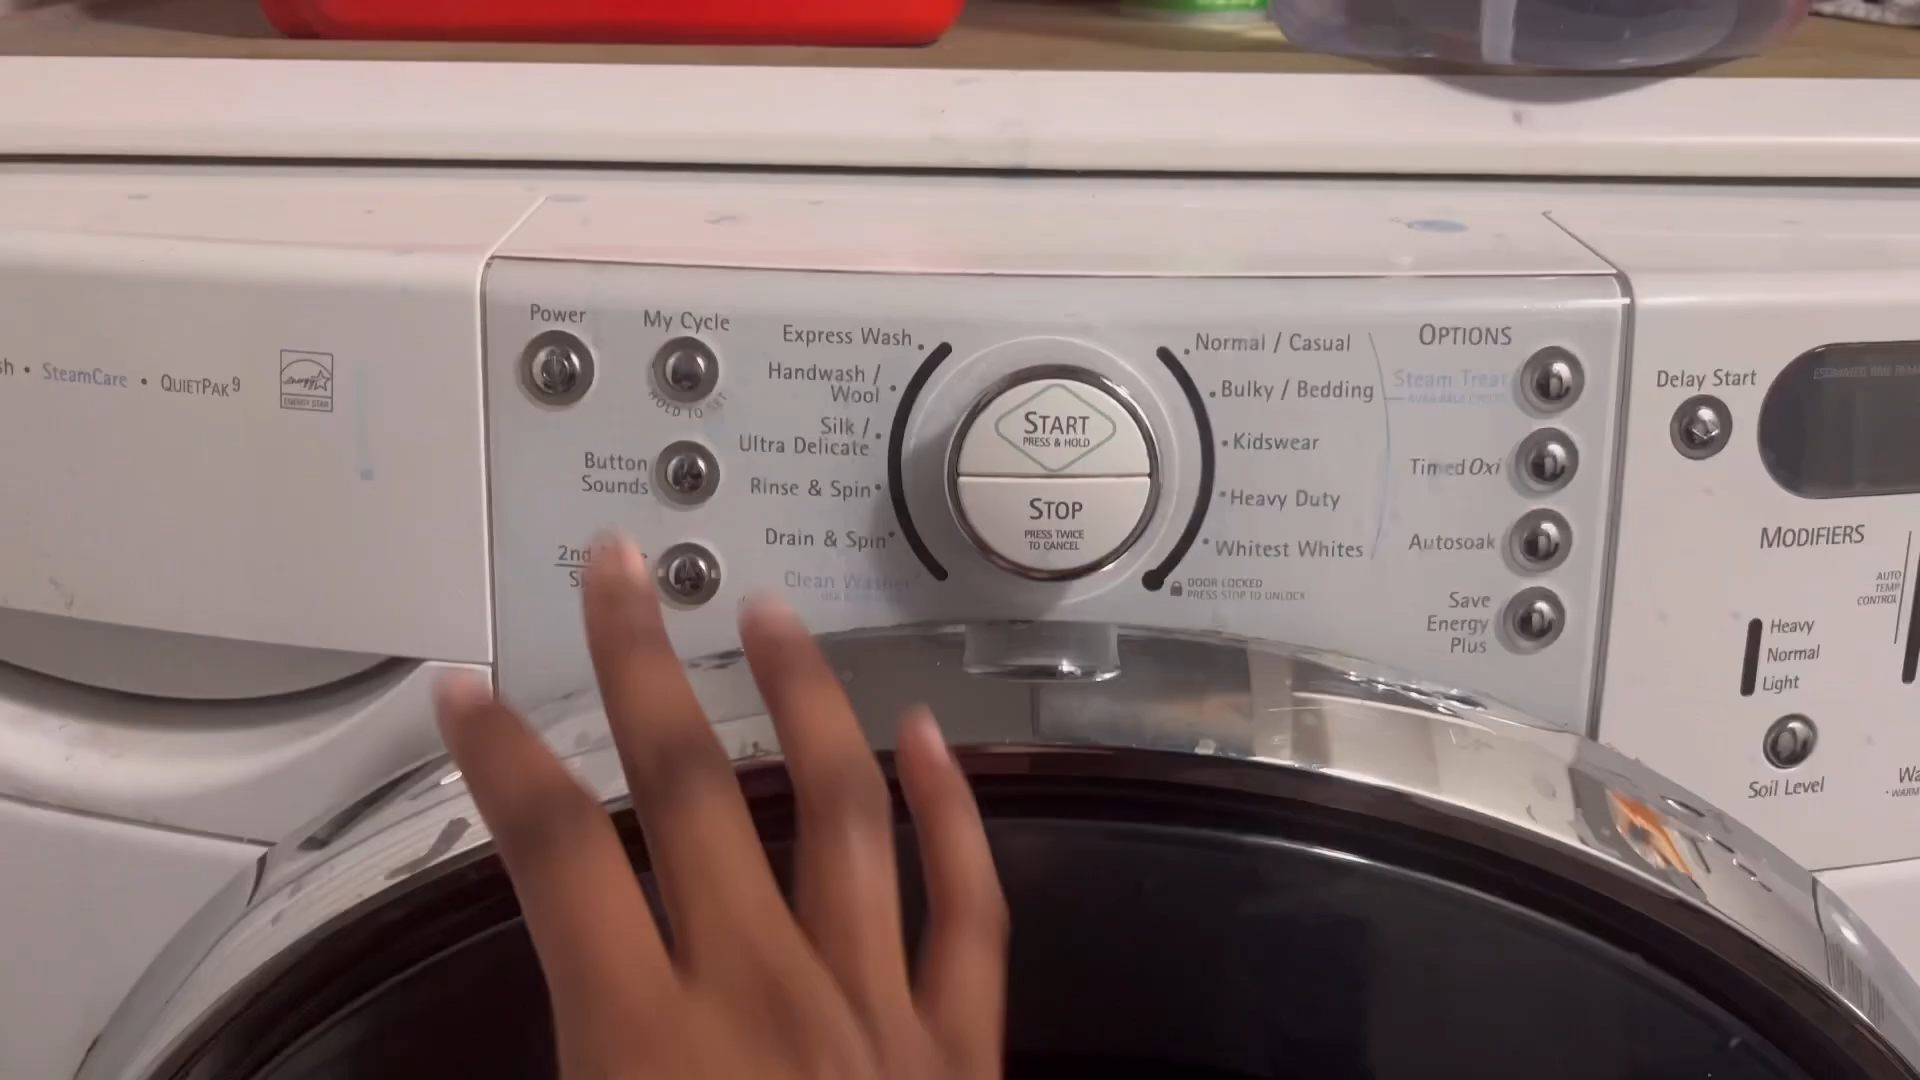 SteamCare • QUIETPAK 9
ENERGY STAR
Power
My Cycle
HOLD TO SET
Button
Sounds
2nd
Express Wash
Handwash /
Wool
Silk /
Ultra Delicate
Rinse & Spin
Drain & Spin
Clean Washer
START
PRESS & HOLD
STOP
PRESS TWICE
TO CANCEL
Normal / Casual
Bulky / Bedding
Kidswear
Heavy Duty
Whitest Whites
DOOR LOCKED
PRESS STOP TO UNLOCK
OPTIONS
Steam Treat
Timed Oxi
Autosoak
Save
Energy
Plus
Delay Start
MODIFIERS
AUTO
TEMP
CONTROL
Heavy
Normal
Light
Soil Level